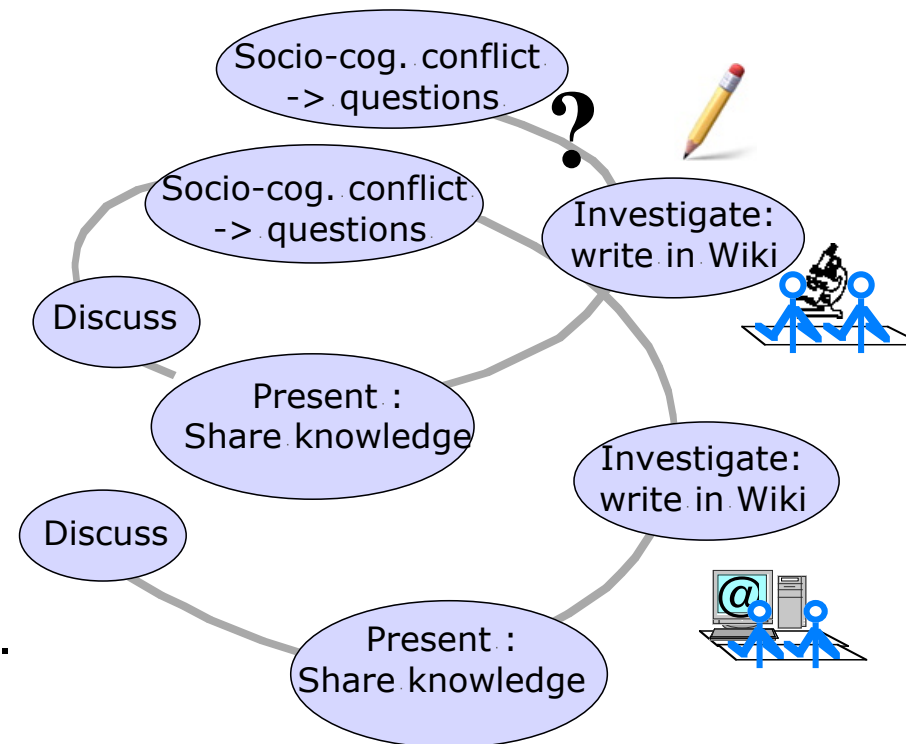 Socio-cog. conflict
-> questions
?
Socio-cog. conflict
-> questions
Investigate:
write in Wiki
Discuss
Present :
Share knowledge
Investigate:
write in Wiki
Discuss
@
Present :
Share knowledge
.